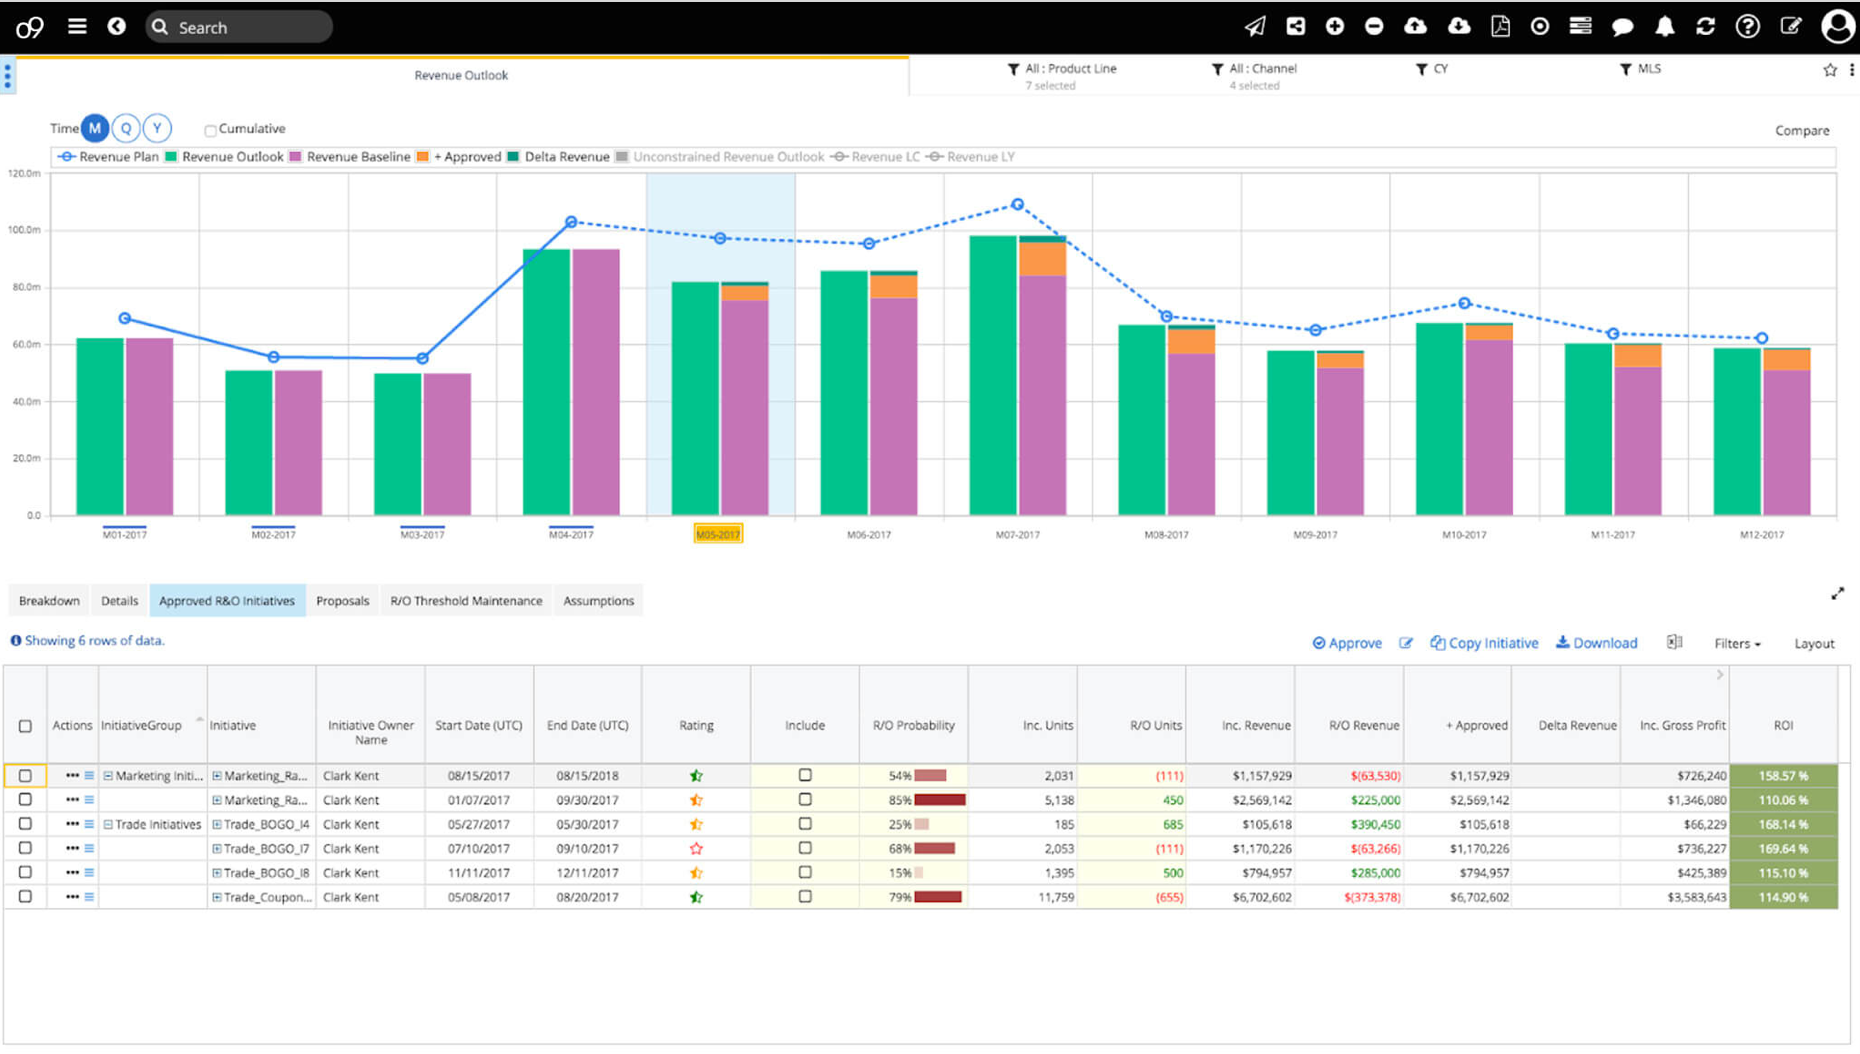 o9 Search
Revenue Outlook
All : Product Line
7 selected
All : Channel
4 selected
CY
MLS
Time M Q Y Cumulative
Compare
Revenue Plan Revenue Outlook Revenue Baseline + Approved Delta Revenue Unconstrained Revenue Outlook Revenue LC Revenue LY
120.0m
100.0m
80.0m
60.0m
40.0m
20.0m
0.0
M01-2017 M02-2017 M03-2017 M04-2017 M05-2017 M06-2017 M07-2017 M08-2017 M09-2017 M10-2017 M11-2017 M12-2017
Breakdown Details Approved R&O Initiatives Proposals R/O Threshold Maintenance Assumptions
Showing 6 rows of data.
Approve Copy Initiative Download Filters Layout
Actions InitiativeGroup Initiative Initiative Owner Name Start Date (UTC) End Date (UTC) Rating Include R/O Probability Inc. Units R/O Units Inc. Revenue R/O Revenue + Approved Delta Revenue Inc. Gross Profit ROI
Marketing Initi... Marketing_Ra... Clark Kent 08/15/2017 08/15/2018 54% 2,031 (111) $1,157,929 $(63,530) $1,157,929 $726,240 158.57 %
Marketing_Ra... Clark Kent 01/07/2017 09/30/2017 85% 5,138 450 $2,569,142 $225,000 $2,569,142 $1,346,080 110.06 %
Trade Initiatives Trade_BOGO_I4 Clark Kent 05/27/2017 05/30/2017 25% 185 685 $105,618 $390,450 $105,618 $66,229 168.14 %
Trade_BOGO_I7 Clark Kent 07/10/2017 09/10/2017 68% 2,053 (111) $1,170,226 $(63,266) $1,170,226 $736,227 169.64 %
Trade_BOGO_I8 Clark Kent 11/11/2017 12/11/2017 15% 1,395 500 $794,957 $285,000 $794,957 $425,389 115.10 %
Trade_Coupon... Clark Kent 05/08/2017 08/20/2017 79% 11,759 (655) $6,702,602 $(373,378) $6,702,602 $3,583,643 114.90 %